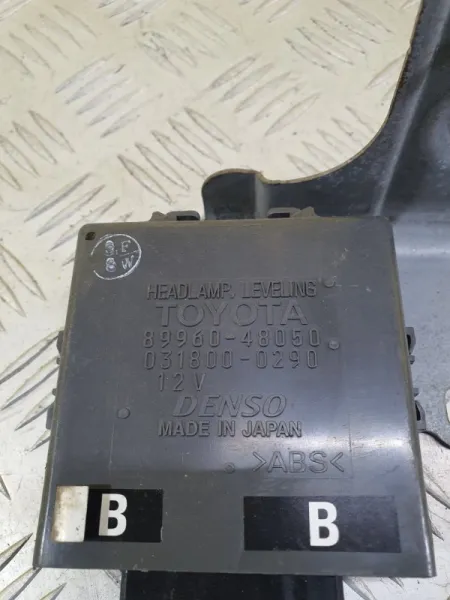 3.F
8 W
HEADLAMP, LEVELING
TOYOTA
89960-48050
031800-0290
12V
DENSO
MADE IN JAPAN
>ABS<
B
B